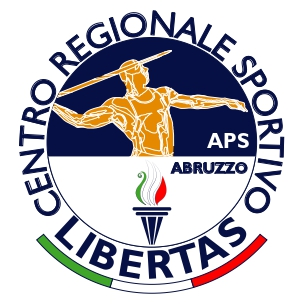 CENTRO REGIONALE SPORTIVO
APS
ABRUZZO
LIBERTAS